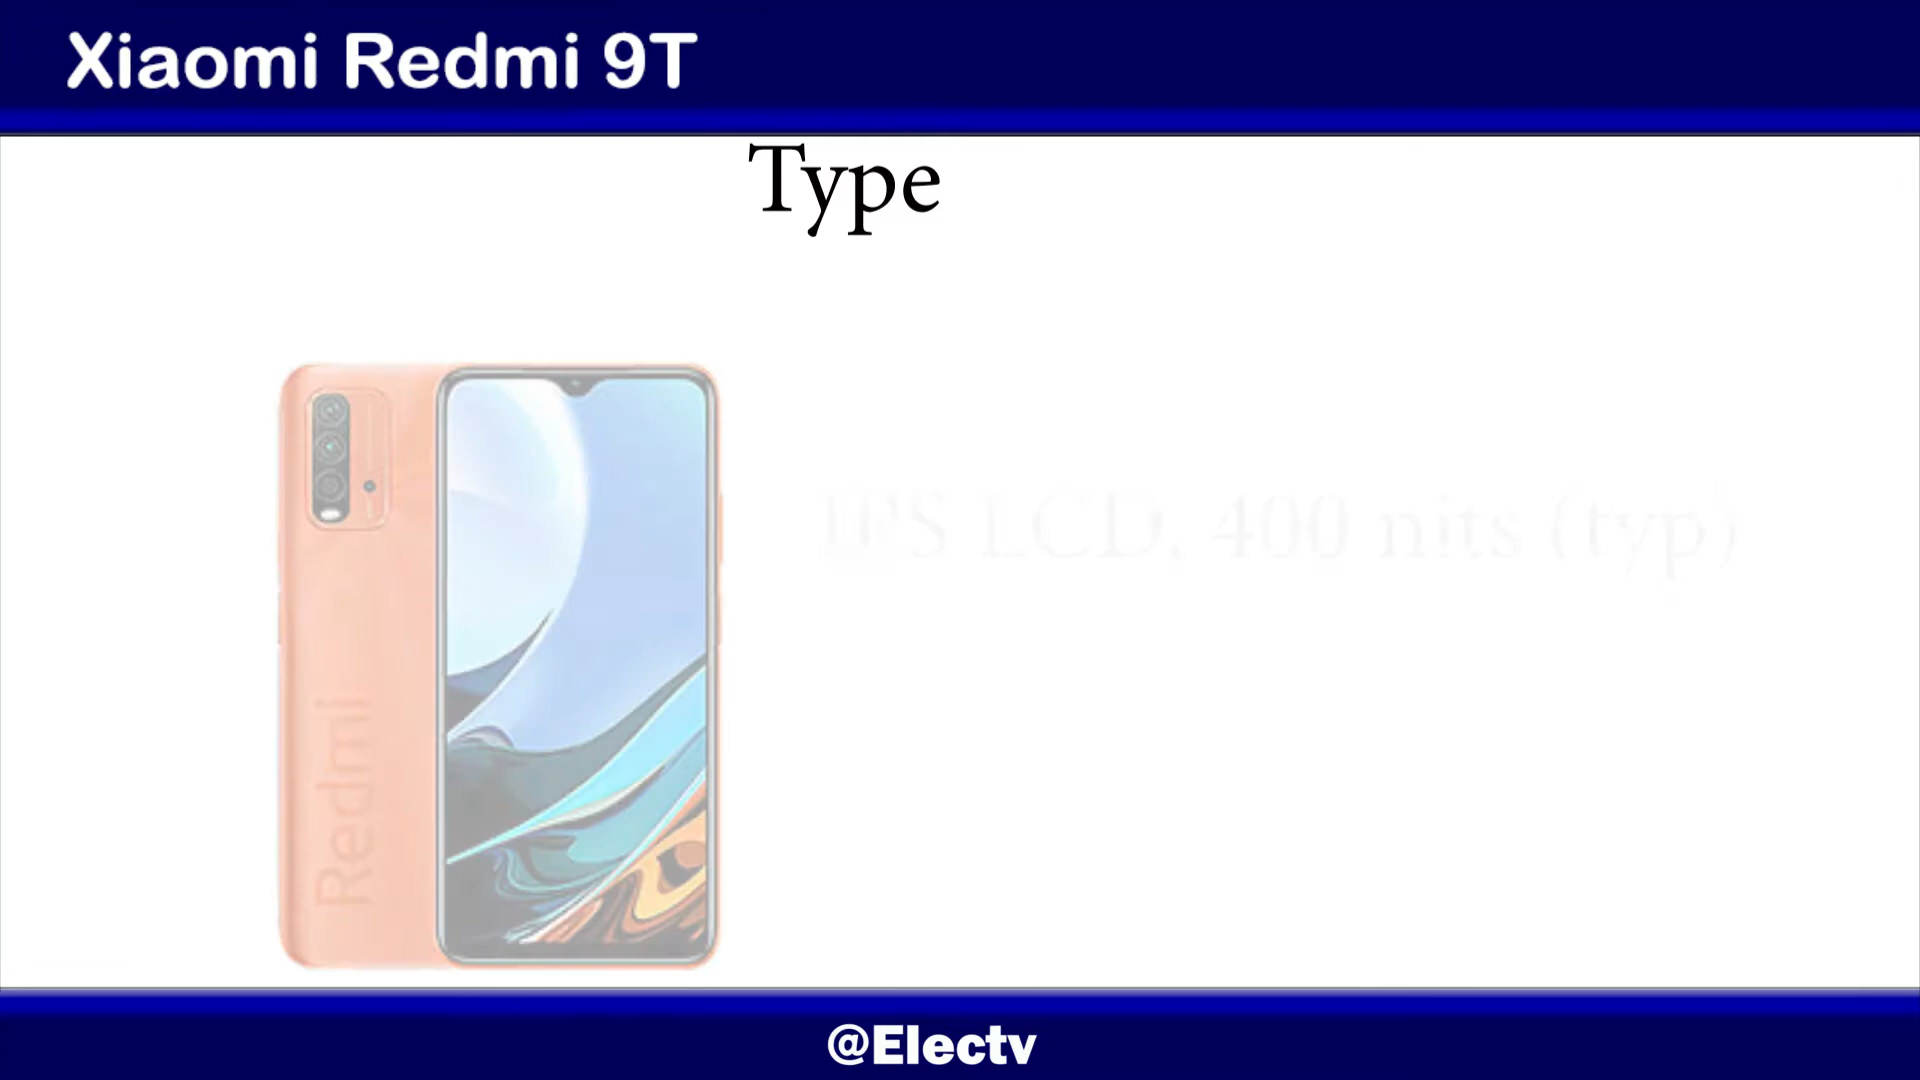 Xiaomi Redmi 9T
Type
IPS LCD, 400 nits (typ)
Redmi
@Electv